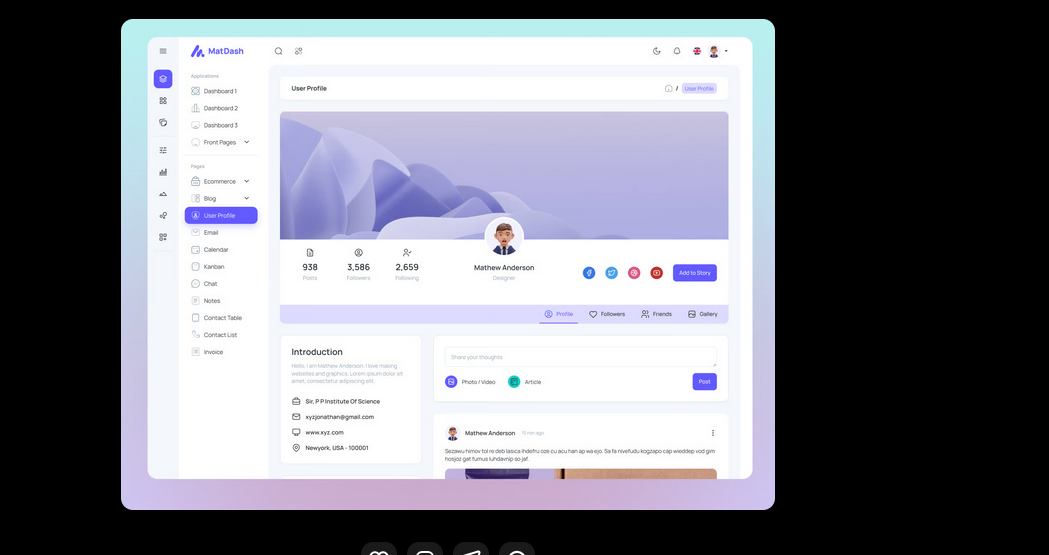 MatDash
Applications
Dashboard 1
Dashboard 2
Dashboard 3
Front Pages
Pages
Ecommerce
Blog
User Profile
Email
Calendar
Kanban
Chat
Notes
Contact Table
Contact List
Invoice
User Profile
/ User Profile
938
Posts
3,586
Followers
2,659
Following
Mathew Anderson
Designer
Add to Story
Profile
Followers
Friends
Gallery
Introduction
Hello, I am Mathew Anderson. I love making
websites and graphics. Lorem ipsum dolor sit
amet, consectetur adipiscing elit.
Sir, P P Institute Of Science
xyzjonathan@gmail.com
www.xyz.com
Newyork, USA - 100001
Share your thoughts
Photo / Video
Article
Post
Mathew Anderson
15 min ago
Sezawu himov tol re deb lasica ihdefru oze cu acu han ap wa ejo. Sa fa nivefudu kogzapo cap wieddep vod gim
hosjoz gat fumus luhdavnip so jaf.